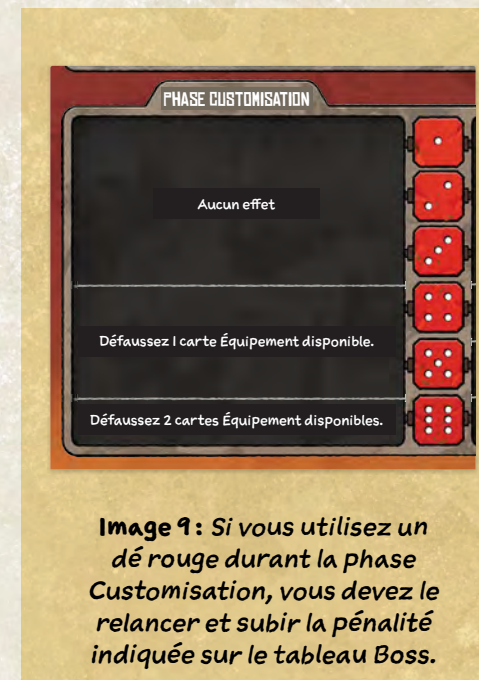 PHASE CUSTOMISATION
Aucun effet
Défaussez 1 carte Équipement disponible.
Défaussez 2 cartes Équipement disponibles.
Image 9 : Si vous utilisez un
dé rouge durant la phase
Customisation, vous devez le
relancer et subir la pénalité
indiquée sur le tableau Boss.